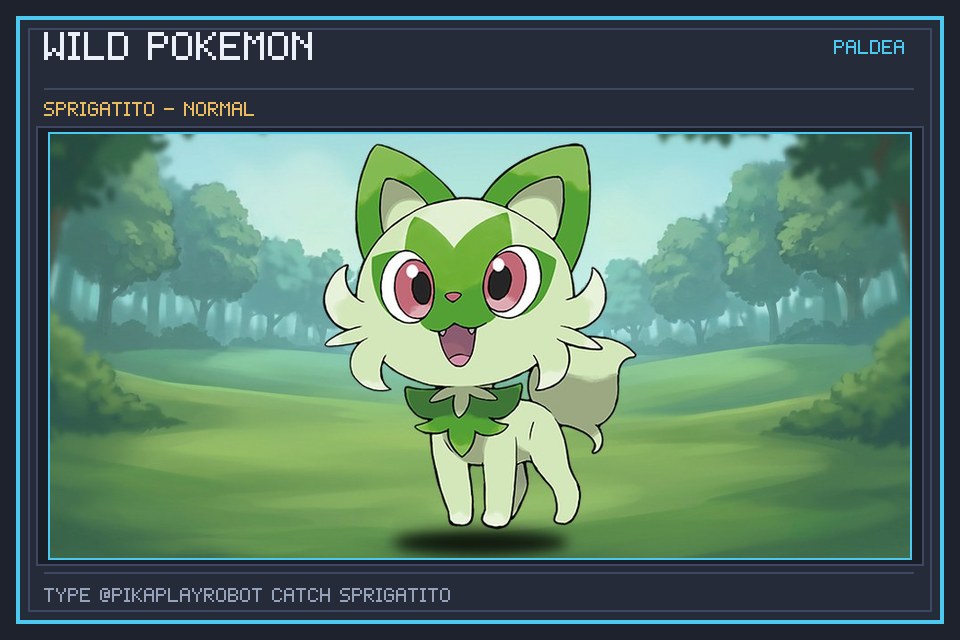 WILD POKEMON
PALDEA
SPRIGATITO - NORMAL
TYPE @PIKAPLAYROBOT CATCH SPRIGATITO